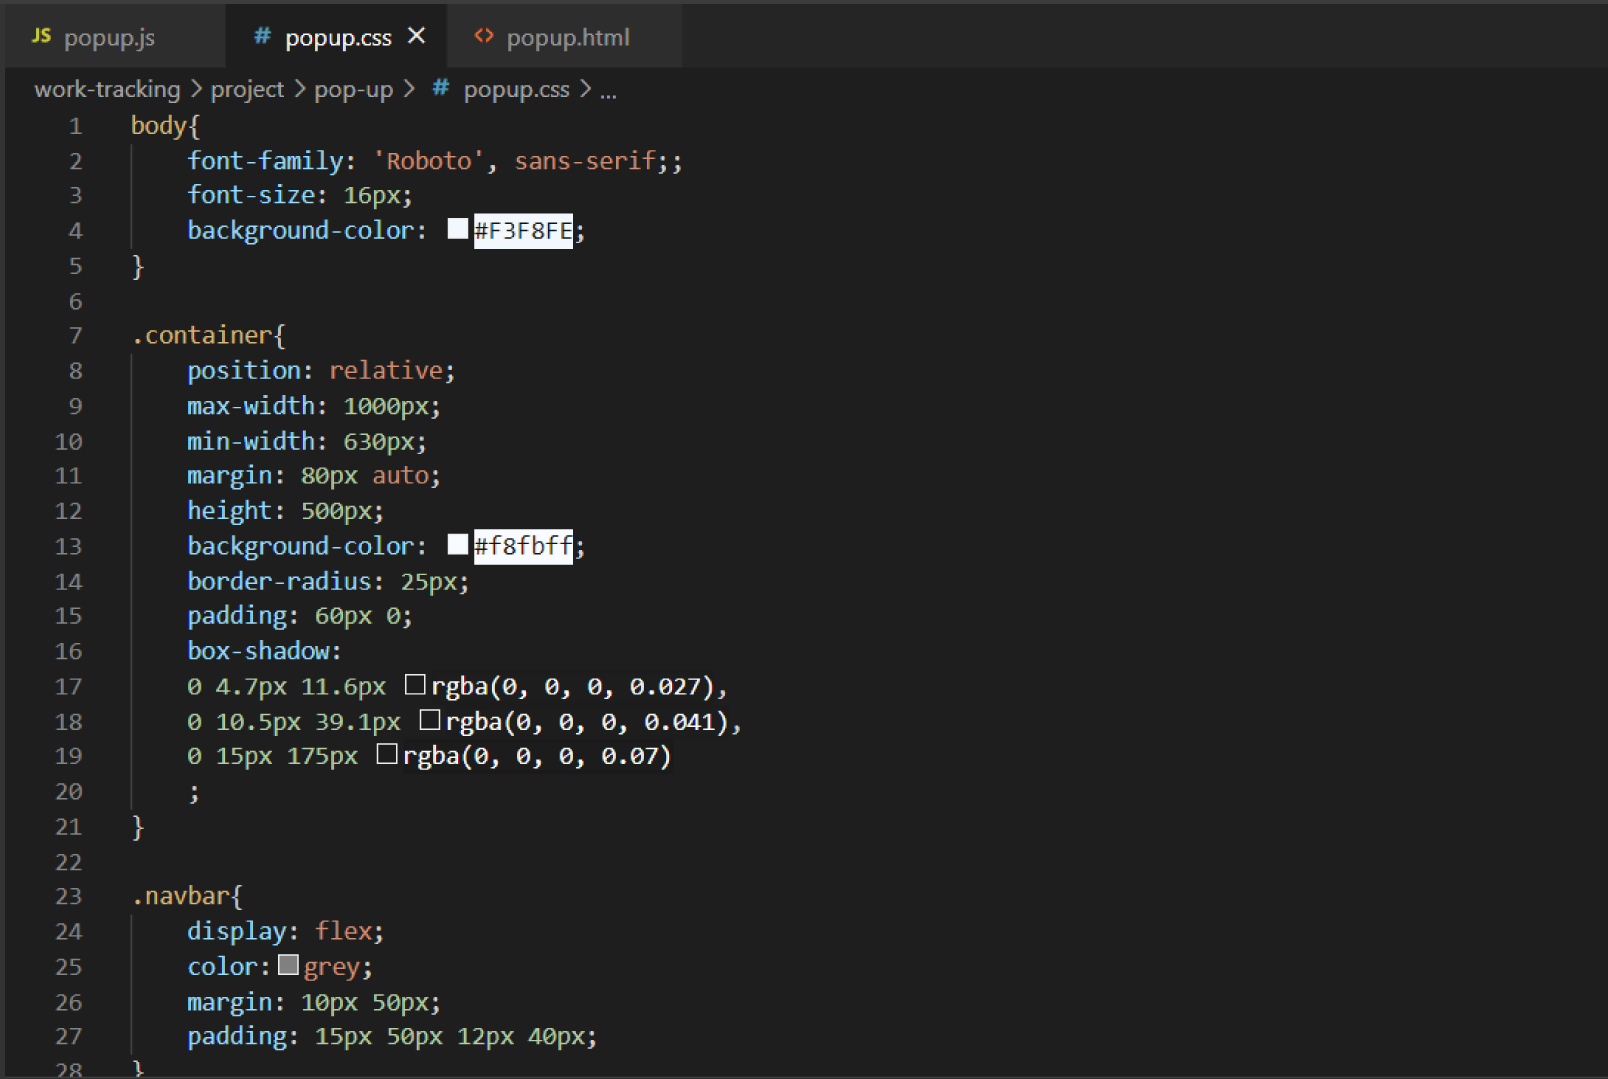 JS popup.js # popup.css × <> popup.html
work-tracking > project > pop-up > # popup.css > ...
1 body{
2 font-family: 'Roboto', sans-serif;;
3 font-size: 16px;
4 background-color: #F3F8FE;
5 }
6
7 .container{
8 position: relative;
9 max-width: 1000px;
10 min-width: 630px;
11 margin: 80px auto;
12 height: 500px;
13 background-color: #f8fbff;
14 border-radius: 25px;
15 padding: 60px 0;
16 box-shadow:
17 0 4.7px 11.6px rgba(0, 0, 0, 0.027),
18 0 10.5px 39.1px rgba(0, 0, 0, 0.041),
19 0 15px 175px rgba(0, 0, 0, 0.07)
20 ;
21 }
22
23 .navbar{
24 display: flex;
25 color: grey;
26 margin: 10px 50px;
27 padding: 15px 50px 12px 40px;
28 }